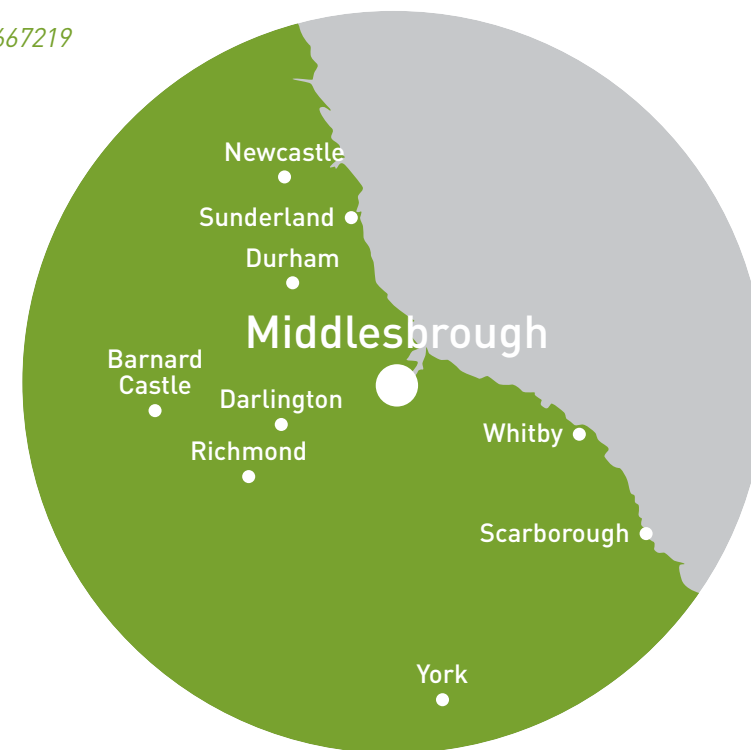 667219
Newcastle
Sunderland
Durham
Middlesbrough
Barnard
Castle
Darlington
Richmond
Whitby
Scarborough
York